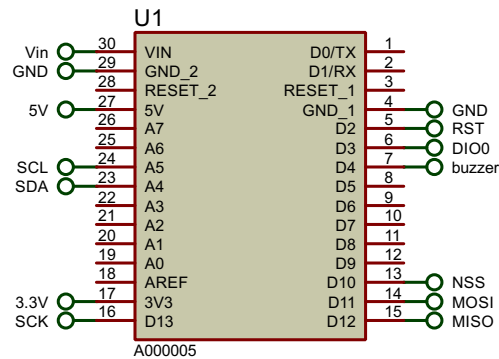 U1
Vin 30 VIN D0/TX 1
GND 29 GND_2 D1/RX 2
28 RESET_2 RESET_1 3
5V 27 5V GND_1 4 GND
26 A7 D2 5 RST
25 A6 D3 6 DIO0
SCL 24 A5 D4 7 buzzer
SDA 23 A4 D5 8
22 A3 D6 9
21 A2 D7 10
20 A1 D8 11
19 A0 D9 12
18 AREF D10 13 NSS
3.3V 17 3V3 D11 14 MOSI
SCK 16 D13 D12 15 MISO
A000005